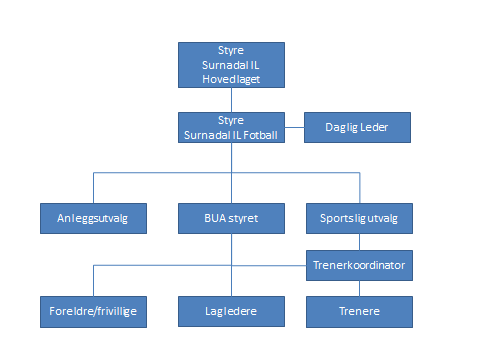 Styre
Surnadal IL
Hovedlaget
Styre
Surnadal IL Fotball
Daglig Leder
Anleggsutvalg
BUA styret
Sportslig utvalg
Trenerkoordinator
Foreldre/frivillige
Lagledere
Trenere